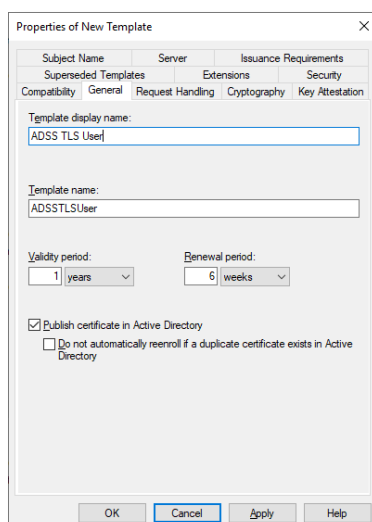 Properties of New Template
Subject Name Server Issuance Requirements
Superseded Templates Extensions Security
Compatibility General Request Handling Cryptography Key Attestation
Template display name:
ADSS TLS User
Template name:
ADSSTLSUser
Validity period: Renewal period:
1 years 6 weeks
Publish certificate in Active Directory
Do not automatically reenroll if a duplicate certificate exists in Active
Directory
OK Cancel Apply Help